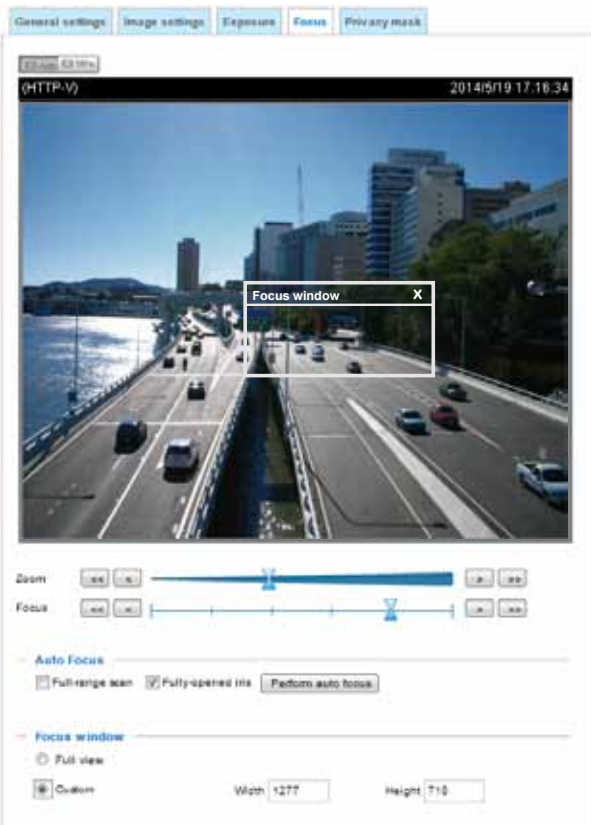 General settings Image settings Exposure Focus Privacy mask
(HTTP-V) 2014/5/19 17:16:34
Focus window X
Zoom << < > >>
Focus << < > >>
Auto Focus
Full-range scan Fully-opened iris Perform auto focus
Focus window
Full view
Custom Width 1277 Height 710